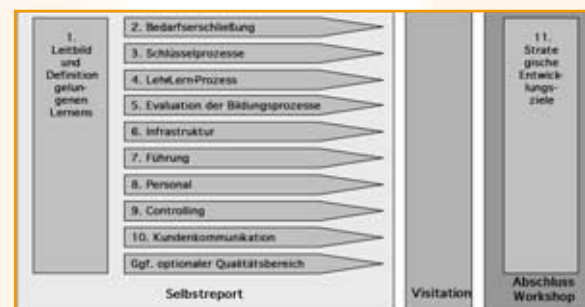 1.
Leitbild
und
Definition
gelun-
genen
Lernens
2. Bedarfserschließung
3. Schlüsselprozesse
4. LehrLern-Prozess
5. Evaluation der Bildungsprozesse
6. Infrastruktur
7. Führung
8. Personal
9. Controlling
10. Kundenkommunikation
Ggf. optionaler Qualitätsbereich
Selbstreport
Visitation
11.
Strate
gische
Entwick
lungs-
ziele
Abschluss
Workshop